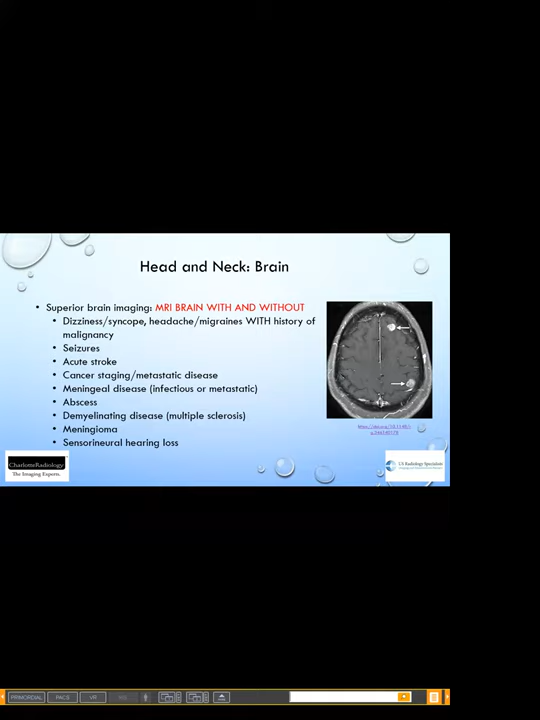 Head and Neck: Brain
• Superior brain imaging: MRI BRAIN WITH AND WITHOUT
• Dizziness/syncope, headache/migraines WITH history of
malignancy
• Seizures
• Acute stroke
• Cancer staging/metastatic disease
• Meningeal disease (infectious or metastatic)
• Abscess
• Demyelinating disease (multiple sclerosis)
• Meningioma
• Sensorineural hearing loss
CharlotteRadiology
The Imaging Experts.
US Radiology Specialists
PRIMORDIAL
PACS
VR